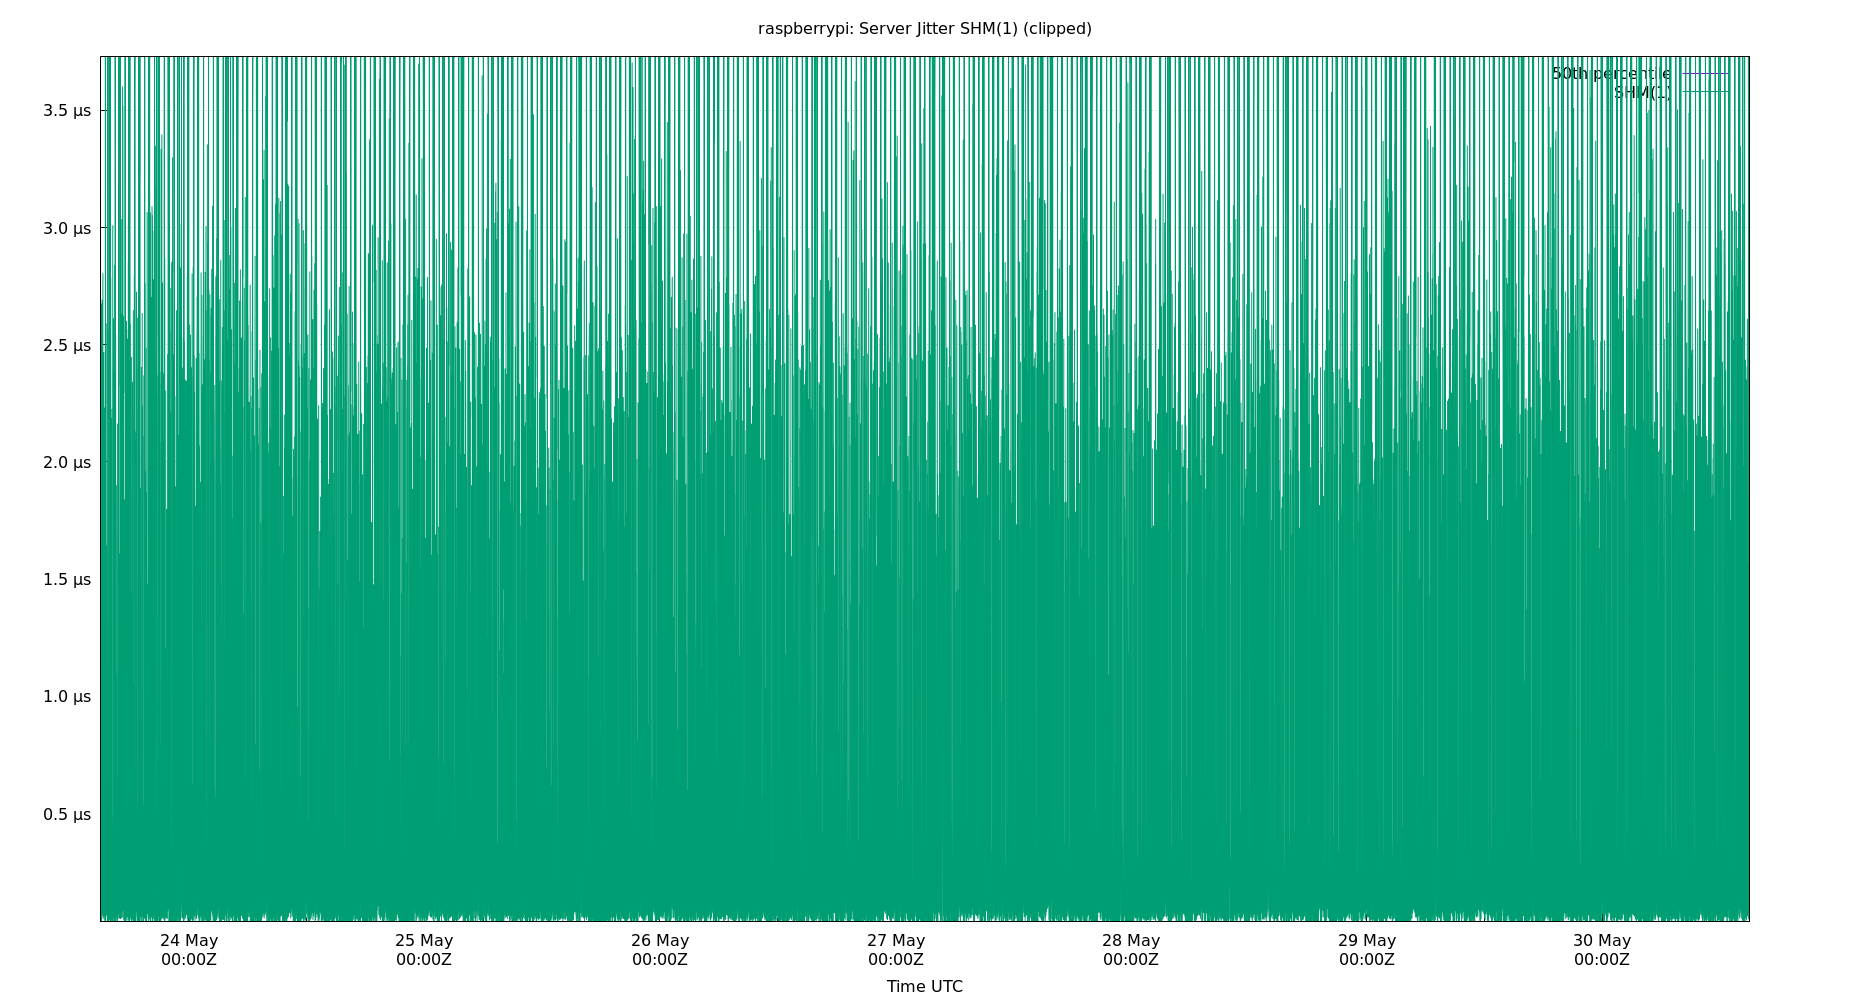 raspberrypi: Server Jitter SHM(1) (clipped)
50th percentile
SHM(1)
3.5 µs
3.0 µs
2.5 µs
2.0 µs
1.5 µs
1.0 µs
0.5 µs
24 May 25 May 26 May 27 May 28 May 29 May 30 May
00:00Z 00:00Z 00:00Z 00:00Z 00:00Z 00:00Z 00:00Z
Time UTC